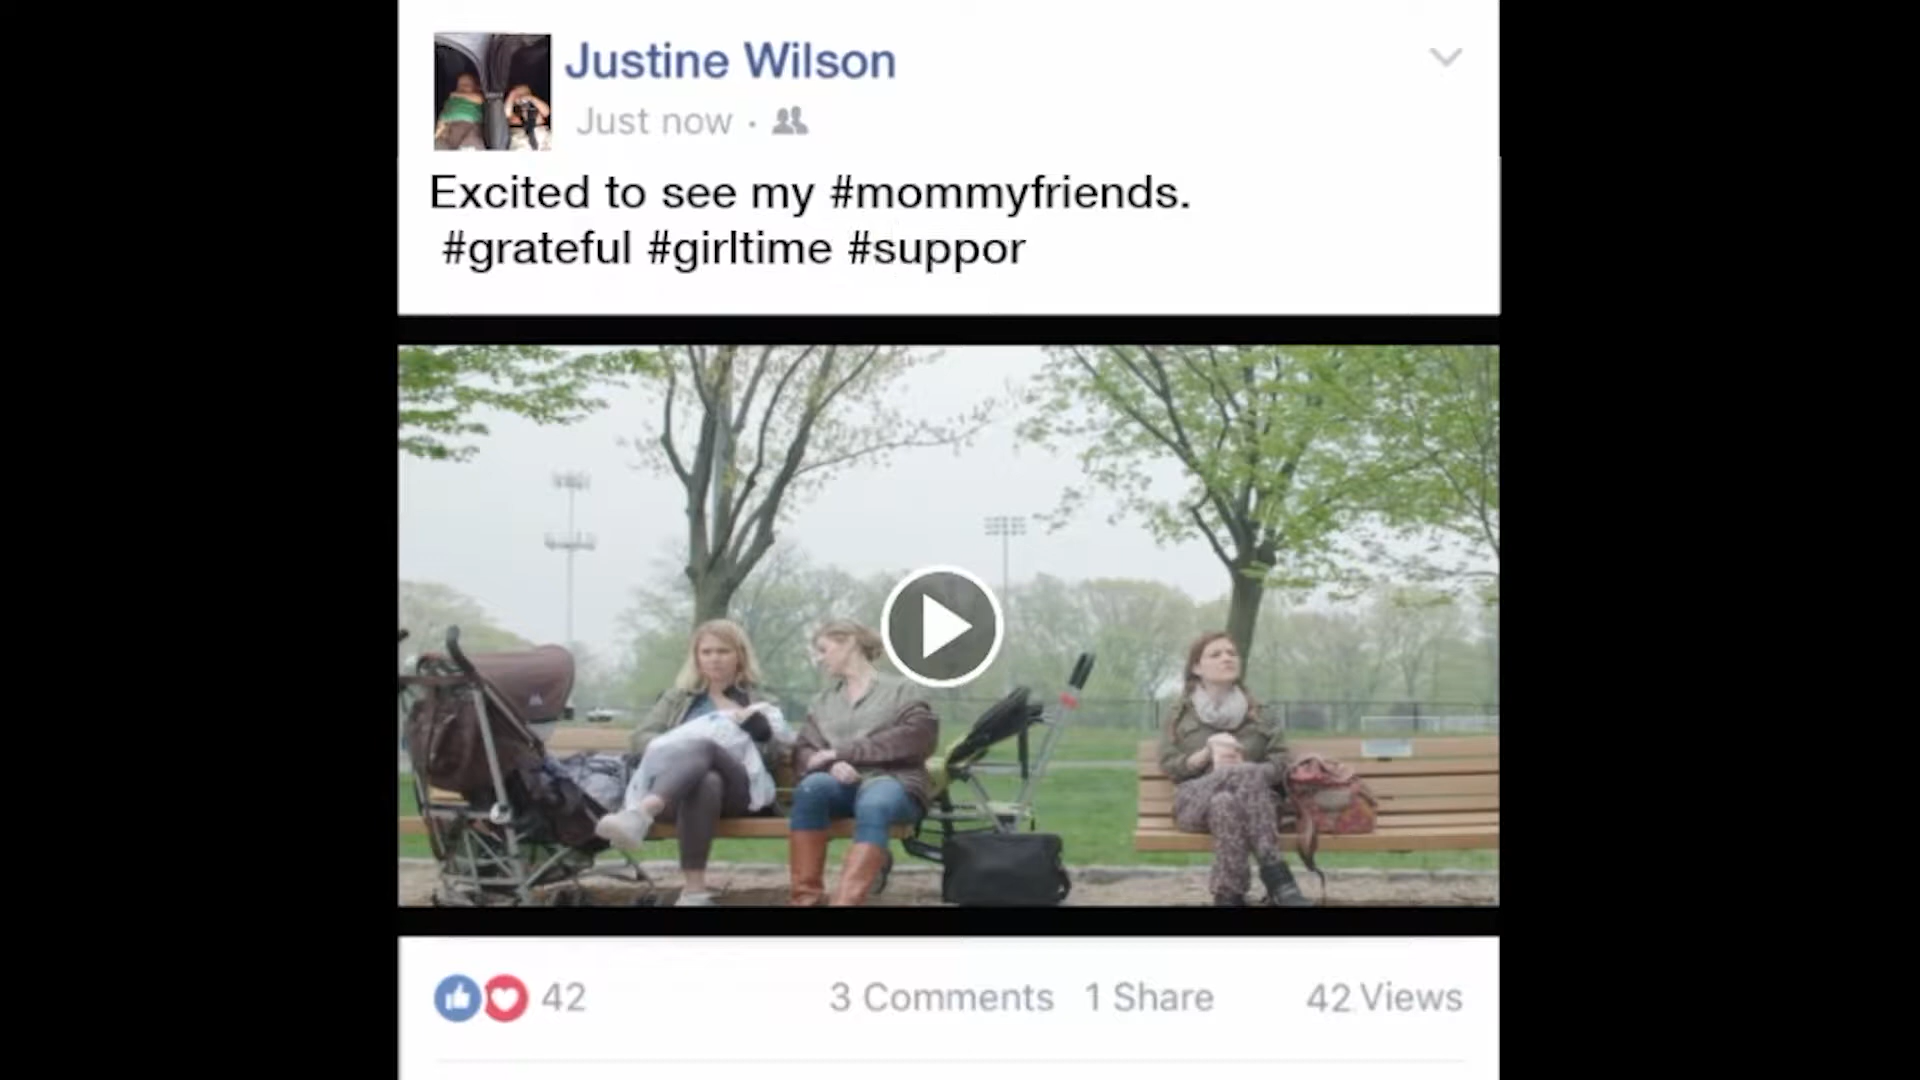 Justine Wilson
Just now ·
Excited to see my #mommyfriends.
#grateful #girltime #suppor
42
3 Comments 1 Share 42 Views